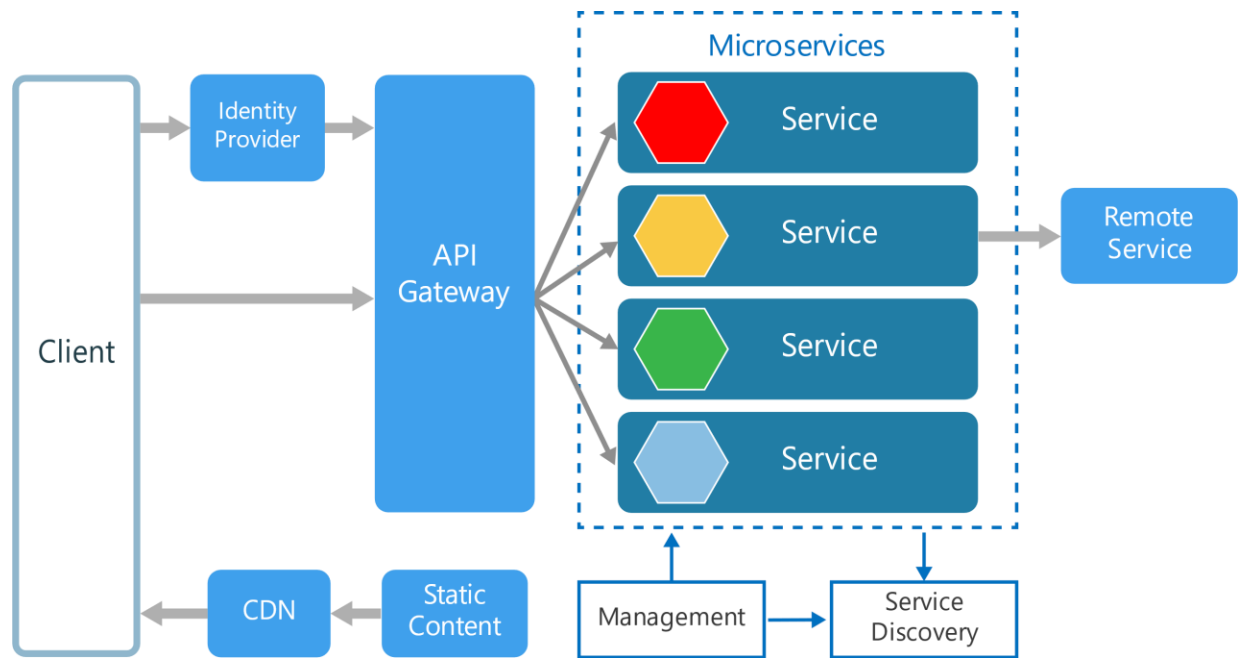 Microservices
Identity
Provider
Service
Service
Remote
Service
API
Gateway
Client
Service
Service
CDN
Static
Content
Management
Service
Discovery